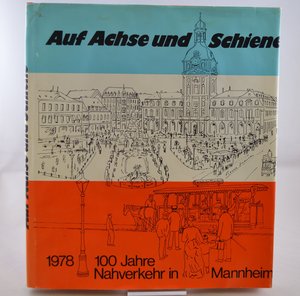 Auf Achse und Schiene
1978 100 Jahre
Nahverkehr in Mannheim